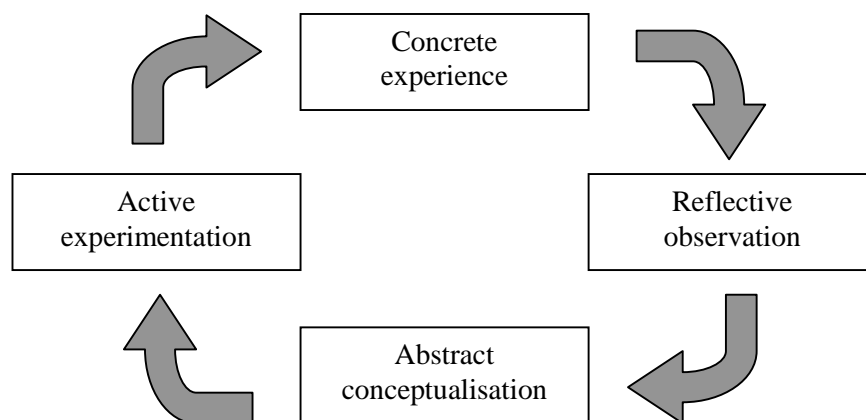 Concrete
experience
Active
experimentation
Reflective
observation
Abstract
conceptualisation